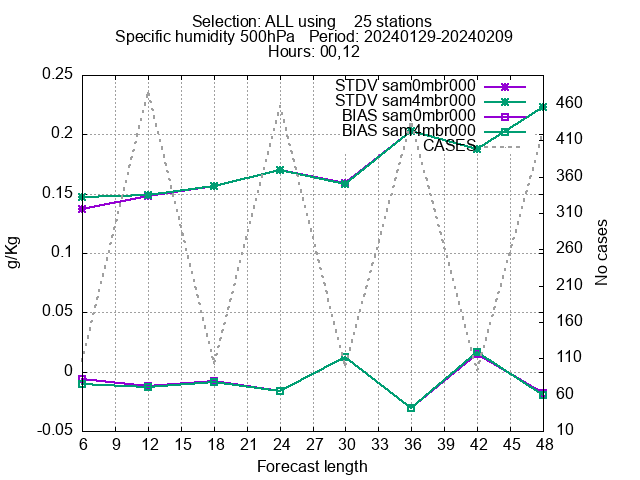 Selection: ALL using 25 stations
Specific humidity 500hPa Period: 20240129-20240209
Hours: 00,12
0.25
0.2
0.15
0.1
0.05
0
-0.05
g/Kg
STDV sam0mbr000
STDV sam4mbr000
BIAS sam0mbr000
BIAS sam4mbr000
CASES
460
410
360
310
260
210
160
110
60
10
No cases
6 9 12 15 18 21 24 27 30 33 36 39 42 45 48
Forecast length